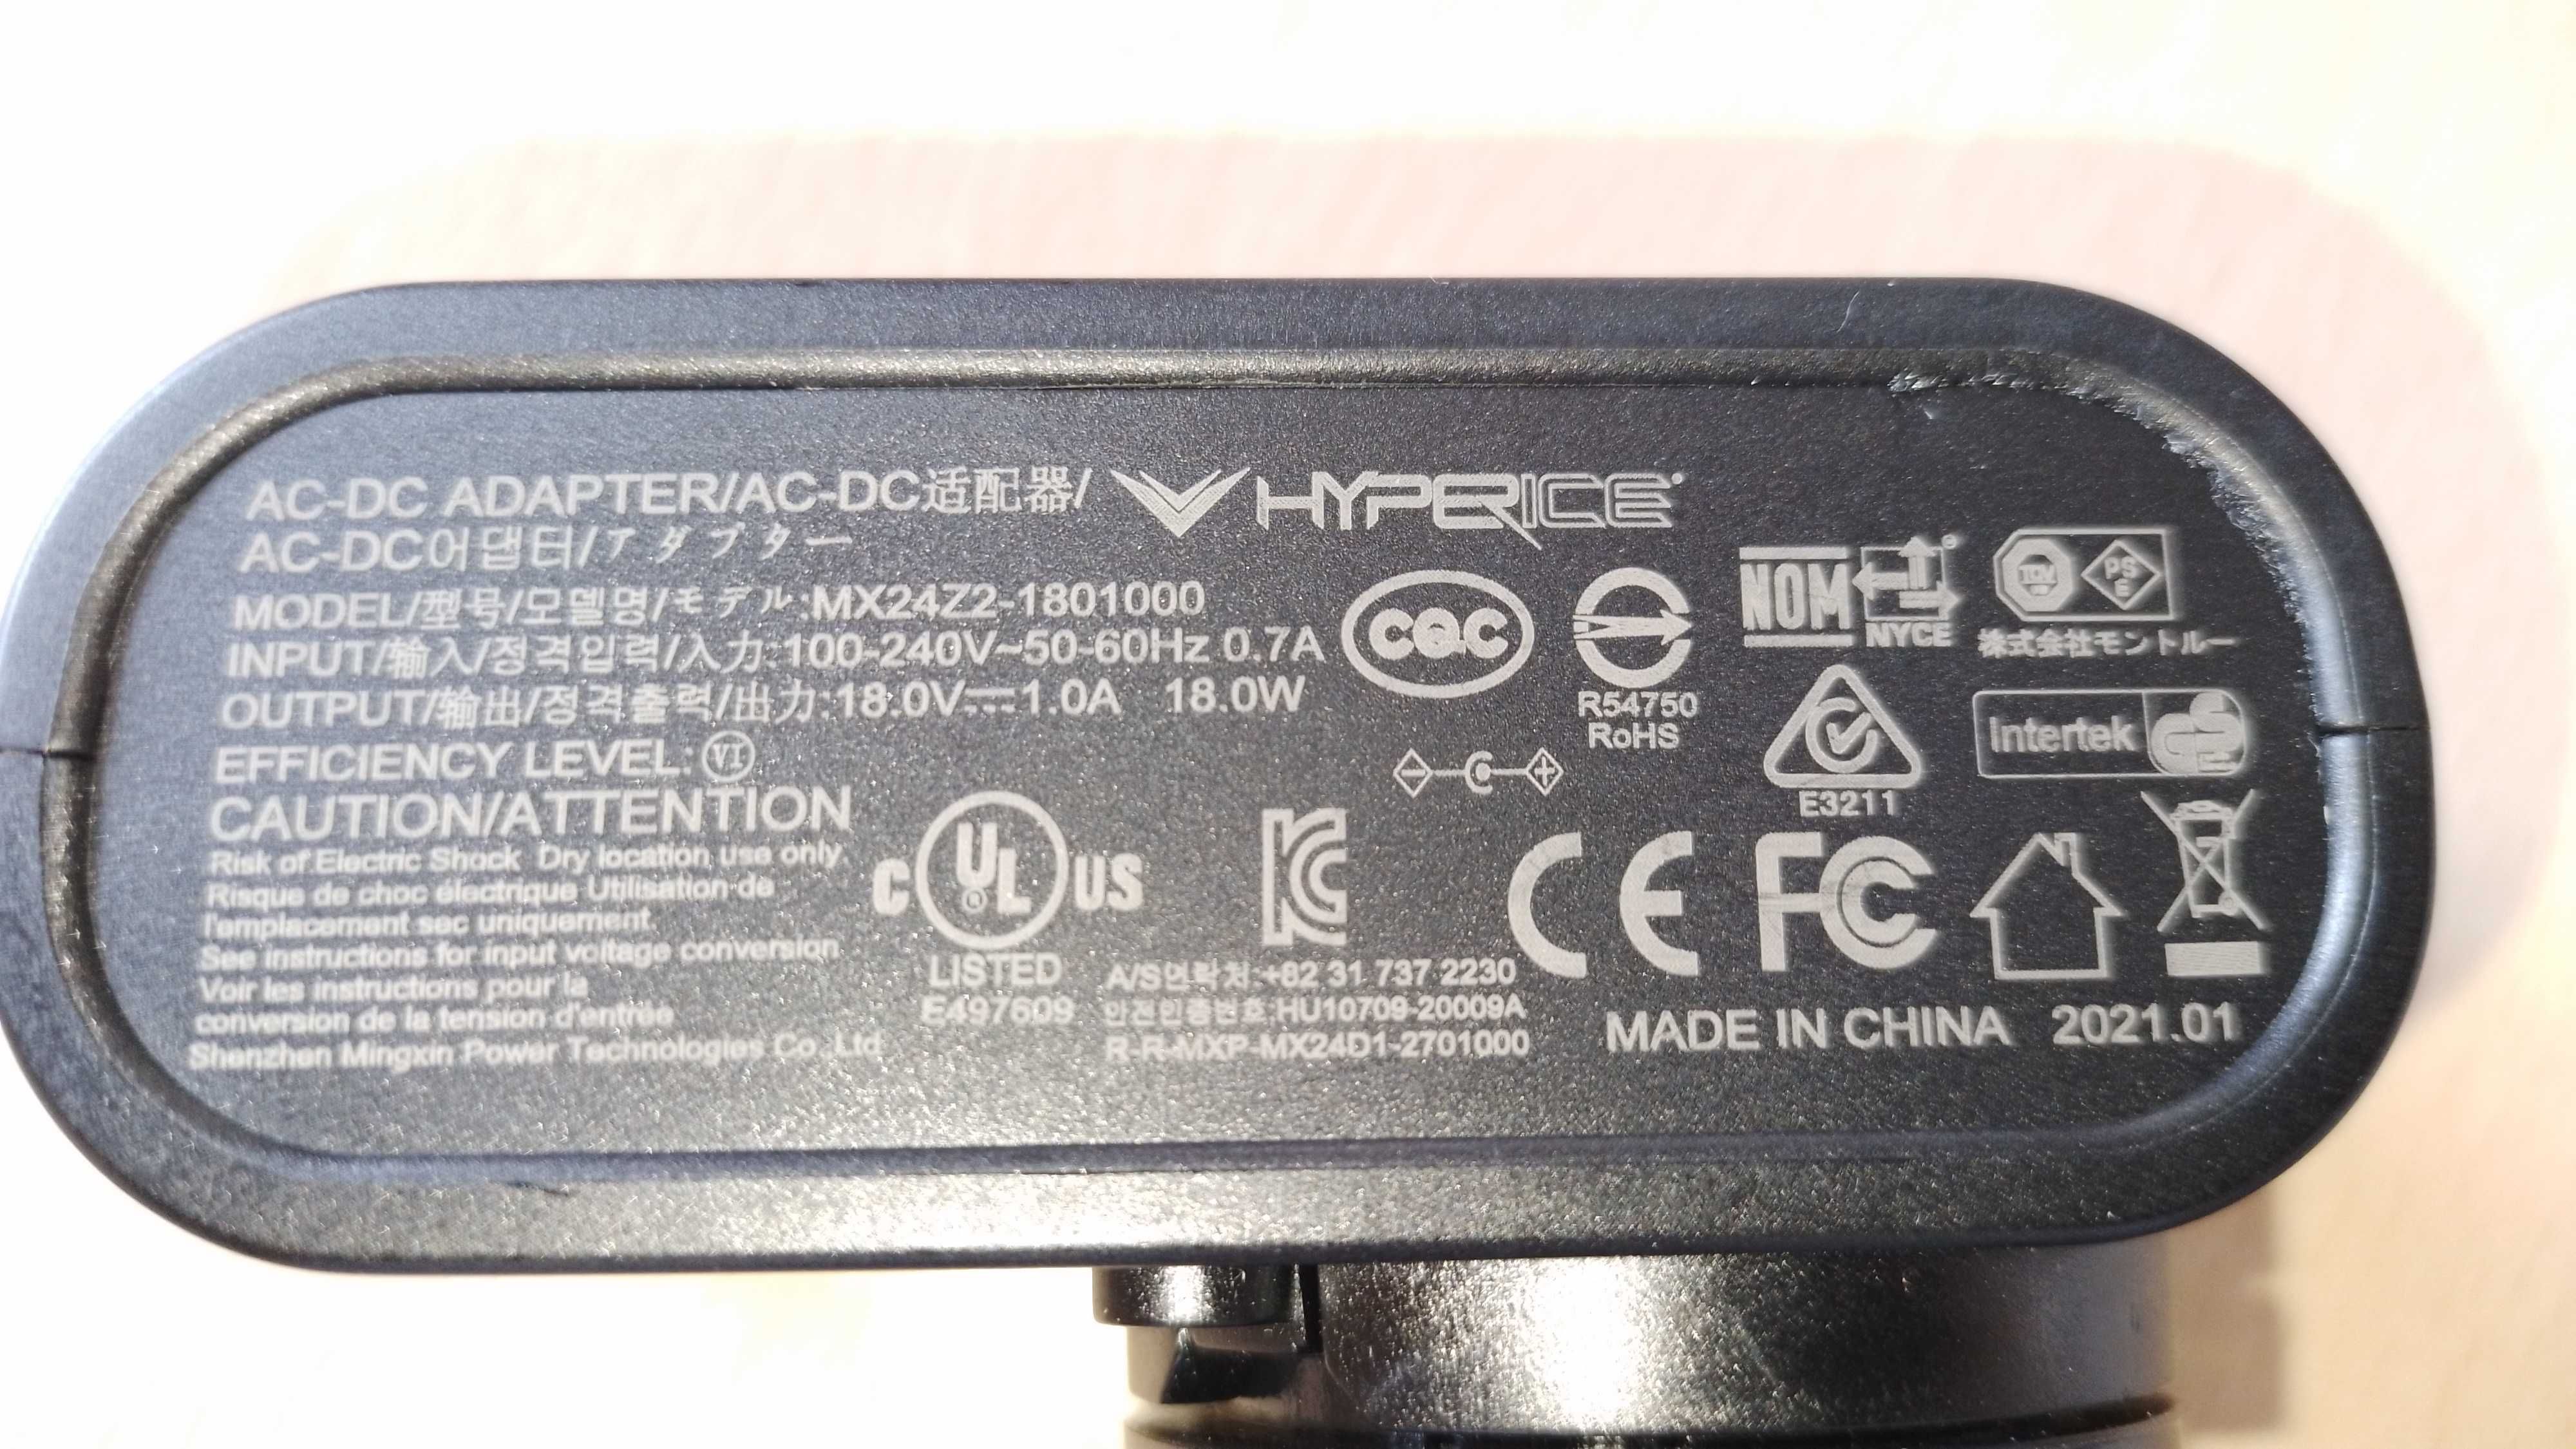 AC-DC ADAPTER/AC-DC适配器/
AC-DC어댑터/アダプター
HYPERICE
MODEL/型号/모델명/モデル:MX24Z2-1801000
INPUT/输入/정격입력/入力:100-240V~50-60Hz 0.7A
OUTPUT/输出/정격출력/出力:18.0V⎓1.0A 18.0W
EFFICIENCY LEVEL: VI
CAUTION/ATTENTION
Risk of Electric Shock Dry location use only.
Risque de choc électrique Utilisation de
l'emplacement sec uniquement
See instructions for input voltage conversion
Voir les instructions pour la
conversion de la tension d'entrée
Shenzhen Mingxin Power Technologies Co.,Ltd.
C UL US
®
LISTED
E497609
KC
A/S연락처:+82 31 737 2230
안전인증번호:HU10709-20009A
R-R-MXP-MX24D1-2701000
CQC
R54750
RoHS
NOM
NYCE
PS
E
株式会社モントルー
E3211
Intertek
GS
CE FC
MADE IN CHINA 2021.01